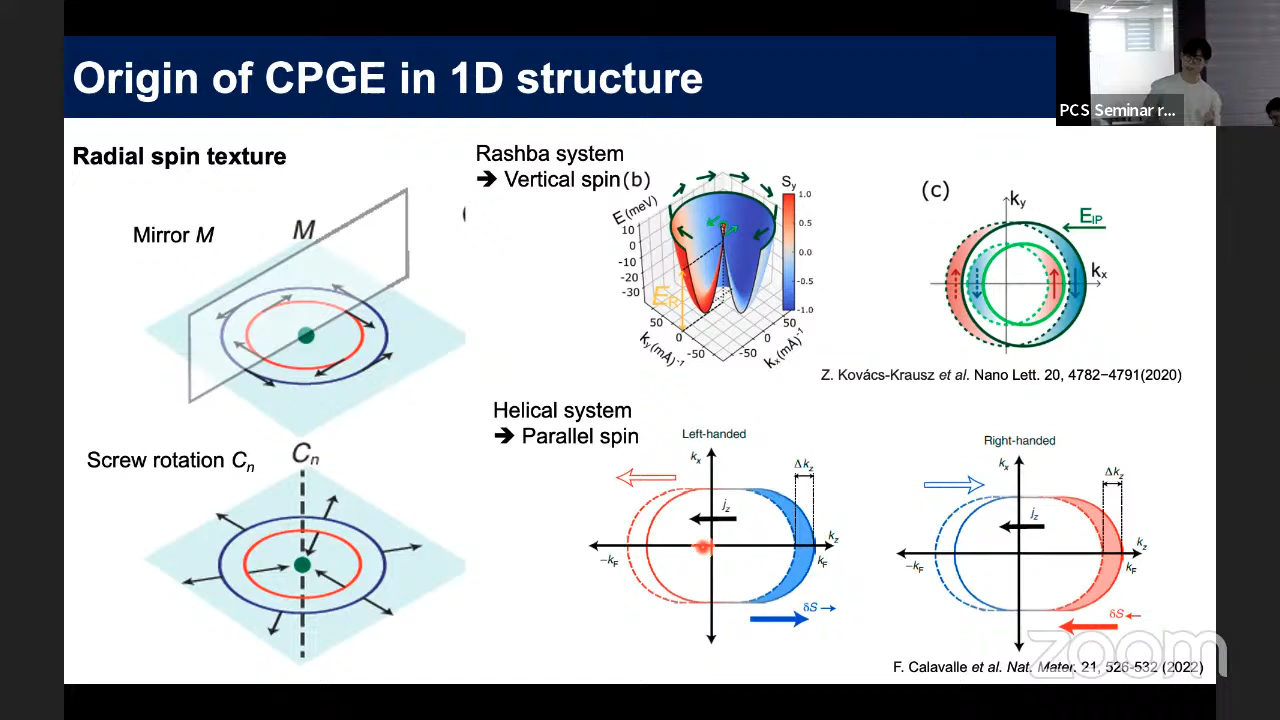 Origin of CPGE in 1D structure
PCS Seminar r...
Radial spin texture
Mirror M
M
Screw rotation Cn
Cn
Rashba system
➔ Vertical spin
(b)
E(meV)
10
0
-10
-20
-30
ER
50
0
-50
ky(mÅ)-1
-50
0
50
kx(mÅ)-1
Sy
1.0
0.5
0.0
-0.5
-1.0
(c)
ky
EIP
kx
Z. Kovács-Krausz et al. Nano Lett. 20, 4782−4791(2020)
Helical system
➔ Parallel spin
Left-handed
kx
Δkz
jz
kz
−kF
kF
δS →
Right-handed
kx
Δkz
jz
kz
−kF
kF
δS ←
zoom
F. Calavalle et al. Nat. Mater. 21, 526-532 (2022)